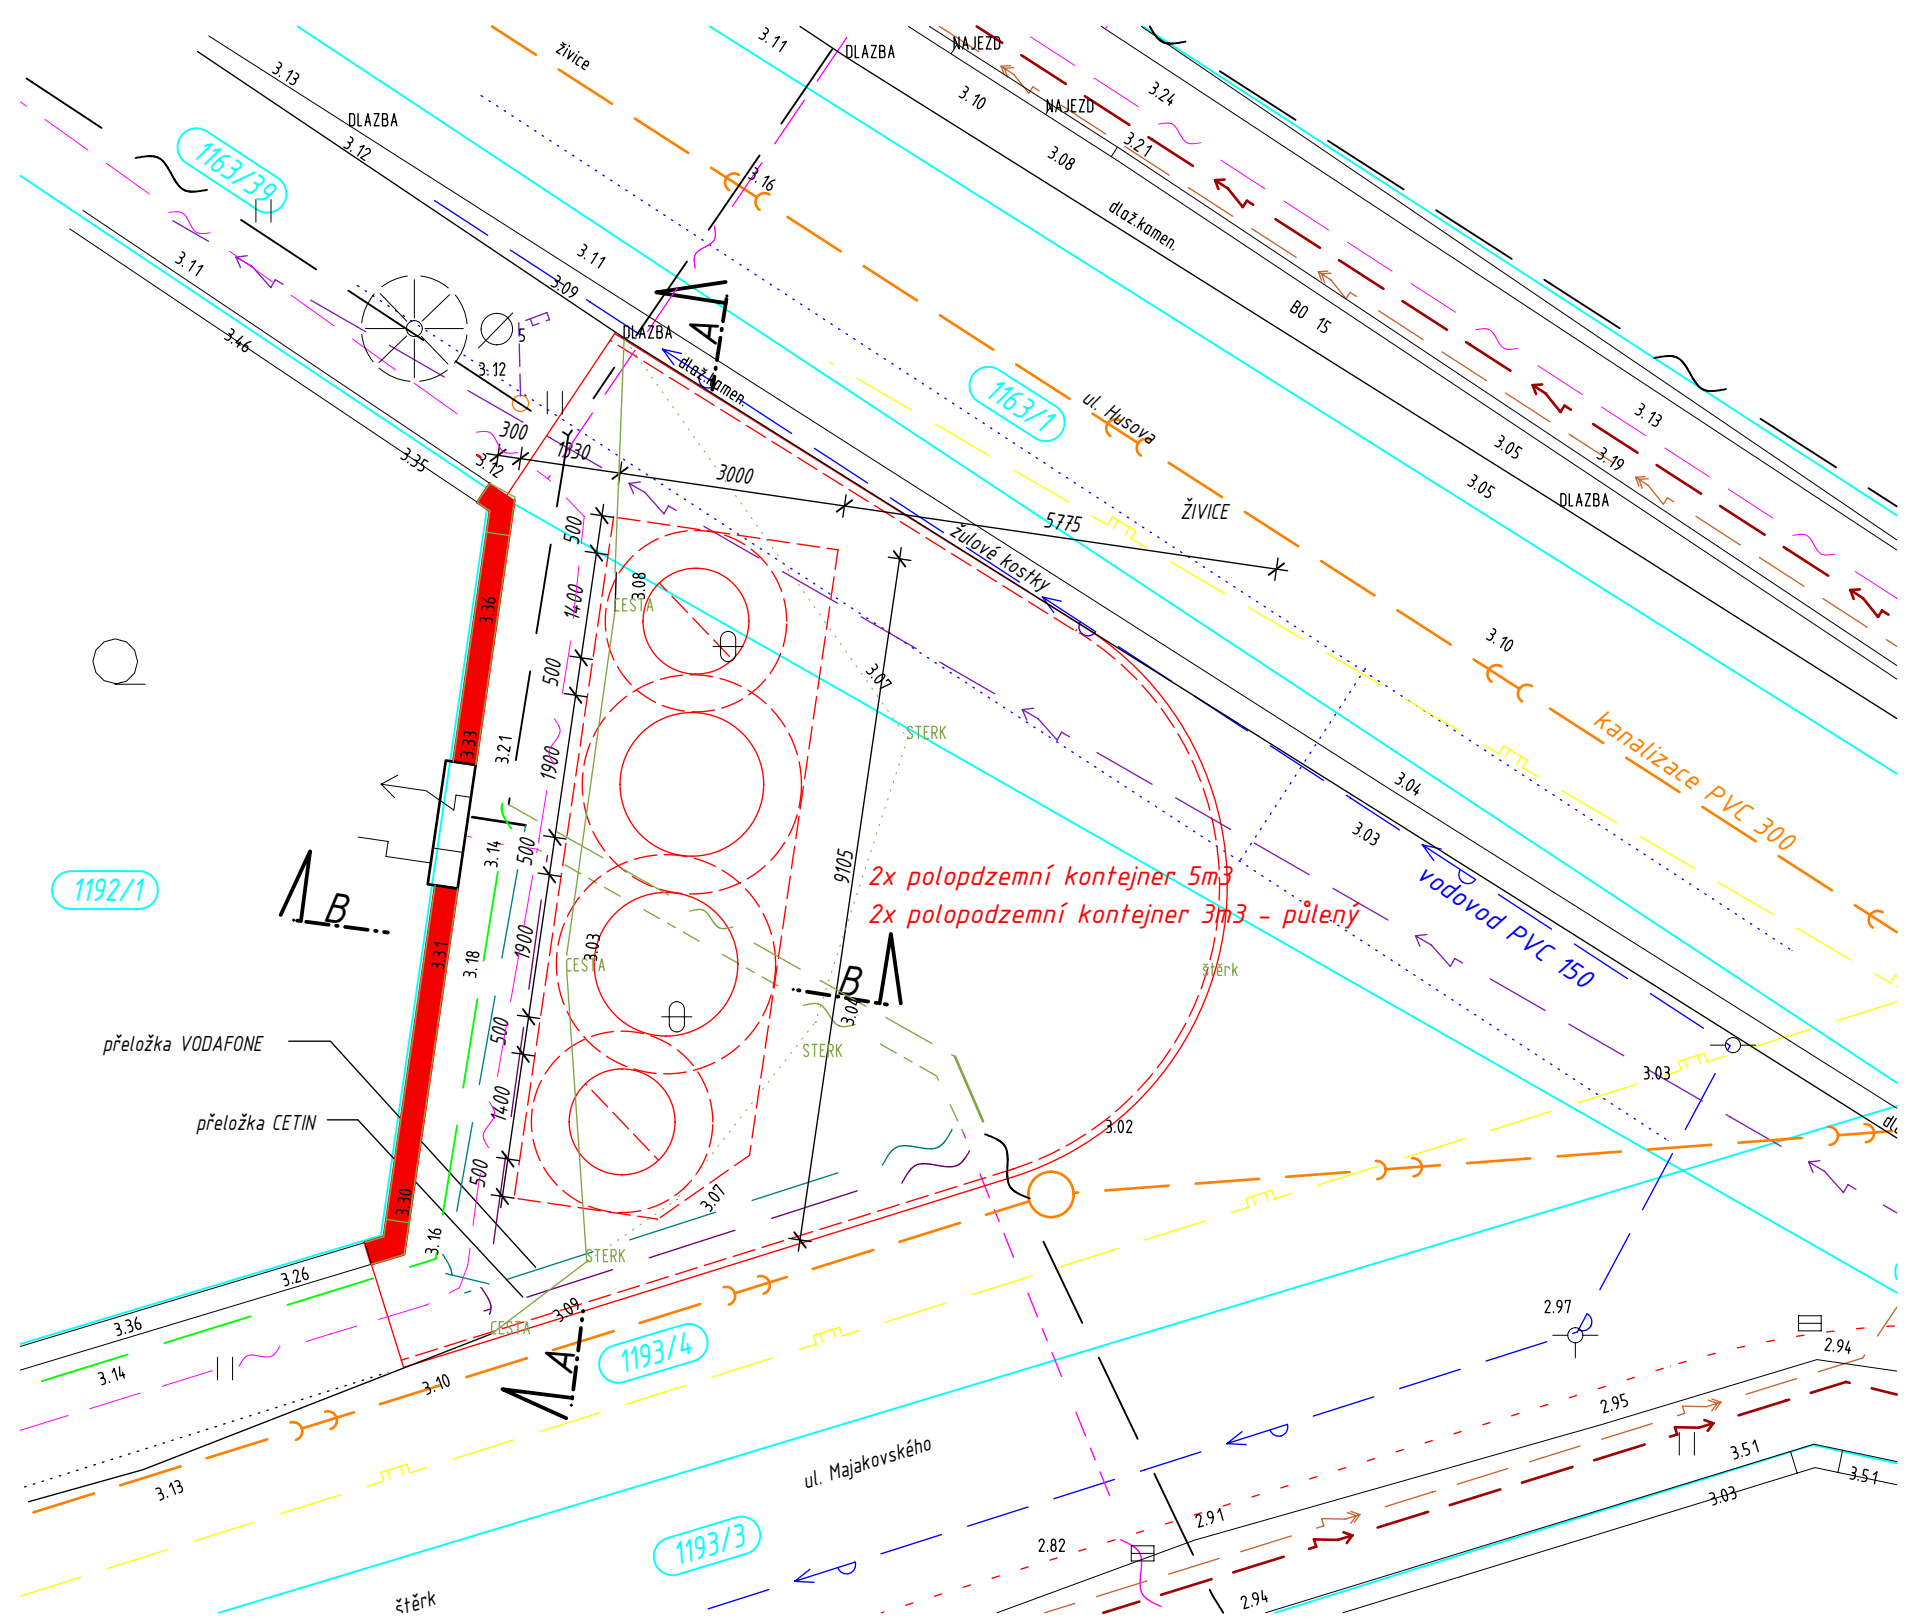 živice
3.11
DLAZBA
NAJEZD
3.13
3.24
3.10
NAJEZD
DLAZBA
3.12
3.21
3.08
1163/39
3.16
dlaž.kamen.
3.11
3.11
3.09
BO 15
3.46
5
DLAZBA
A
3.12
dlaž.kamen.
1163/1
ul. Husova
3.13
300
1330
3.35
3.12
3000
3.05
3.19
3.05
DLAZBA
ŽIVICE
5775
500
žulové kostky
3.08
CESTA
1400
3.36
3.10
500
3.07
STERK
kanalizace PVC 300
3.33
3.21
1900
3.04
3.03
3.14
500
9105
2x polopdzemní kontejner 5m3
2x polopodzemní kontejner 3m3 - půlený
vodovod PVC 150
1192/1
B
3.31
3.18
1900
3.03
CESTA
B
štěrk
3.04
přeložka VODAFONE
500
STERK
3.03
přeložka CETIN
1400
3.02
500
3.30
3.07
3.16
STERK
3.26
3.09
2.97
3.36
CESTA
1193/4
A
2.94
3.14
3.10
2.95
ul. Majakovského
3.51
3.51
3.13
3.03
2.91
1193/3
2.82
štěrk
2.94